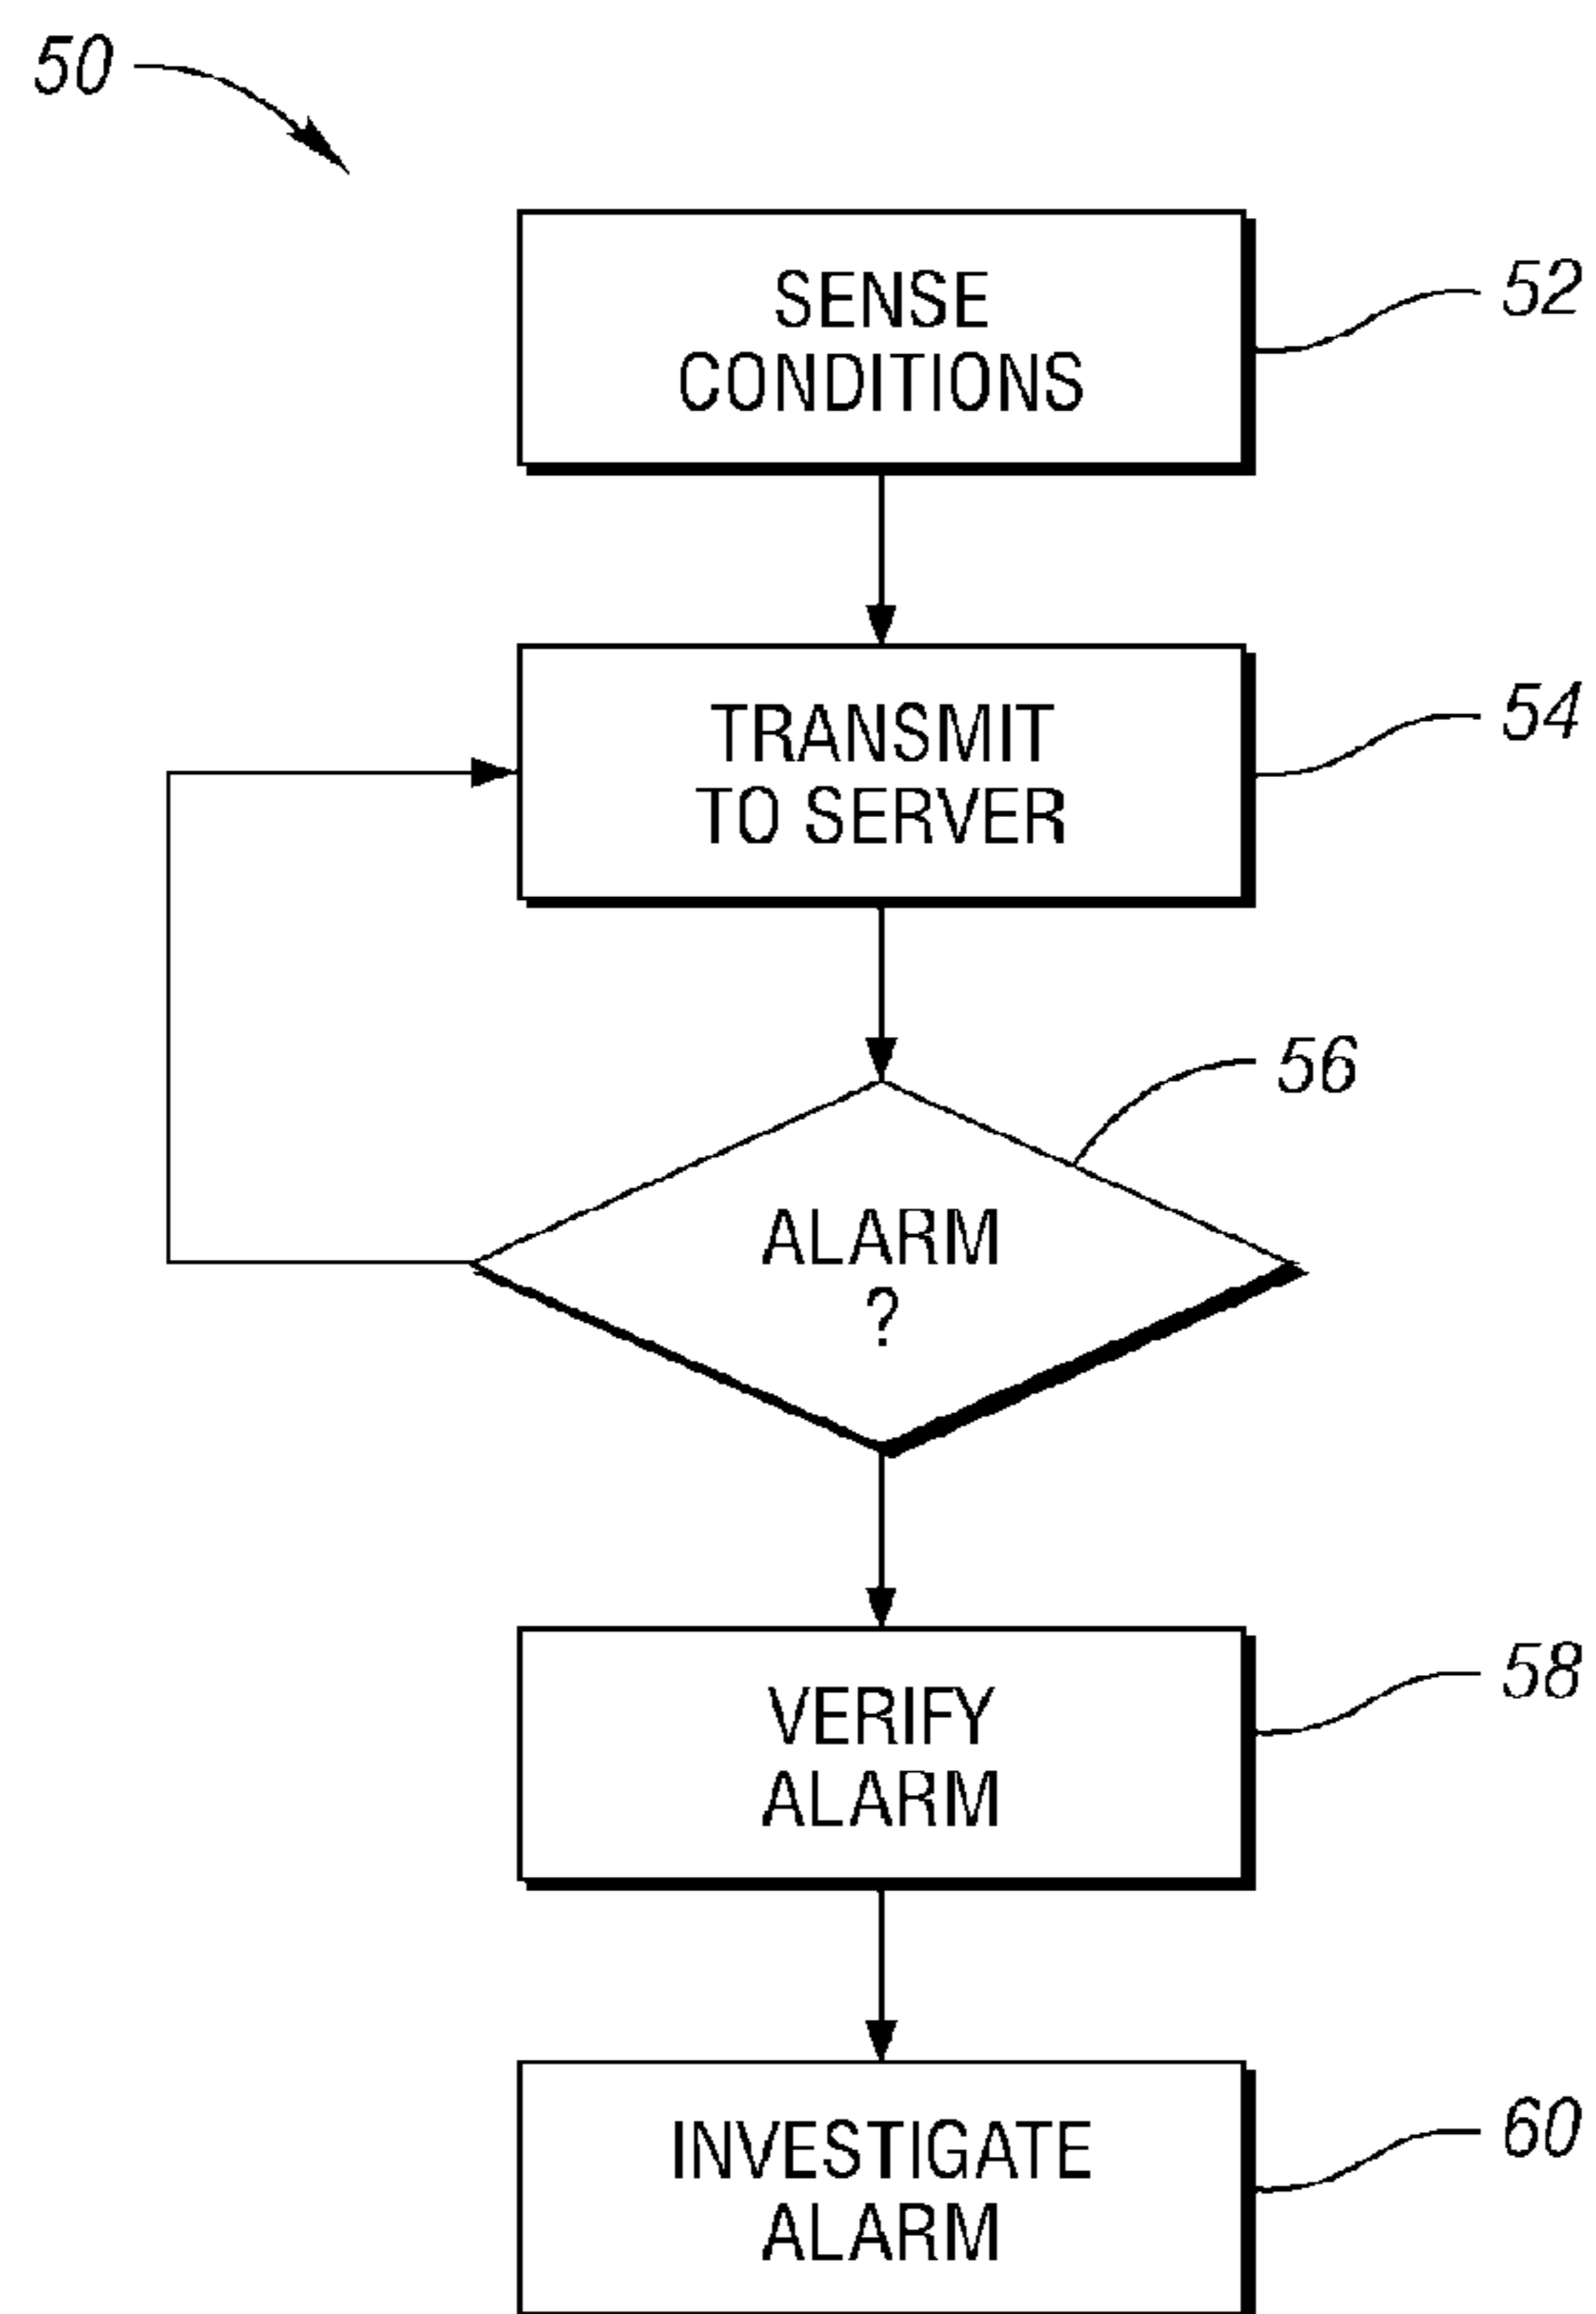 50
SENSE
CONDITIONS
52
TRANSMIT
TO SERVER
54
56
ALARM
?
VERIFY
ALARM
58
INVESTIGATE
ALARM
60